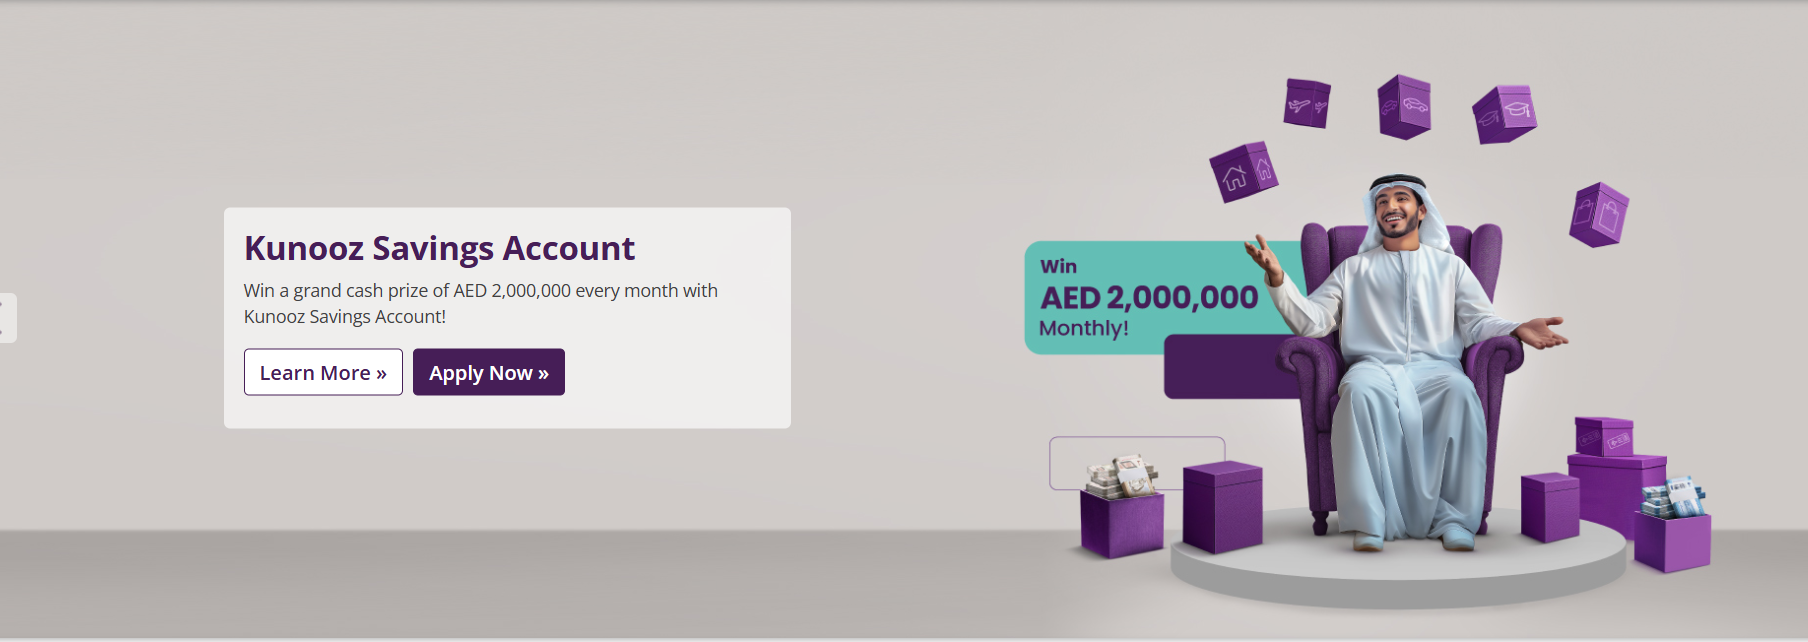 Kunooz Savings Account
Win a grand cash prize of AED 2,000,000 every month with
Kunooz Savings Account!
Learn More »
Apply Now »
Win
AED 2,000,000
Monthly!